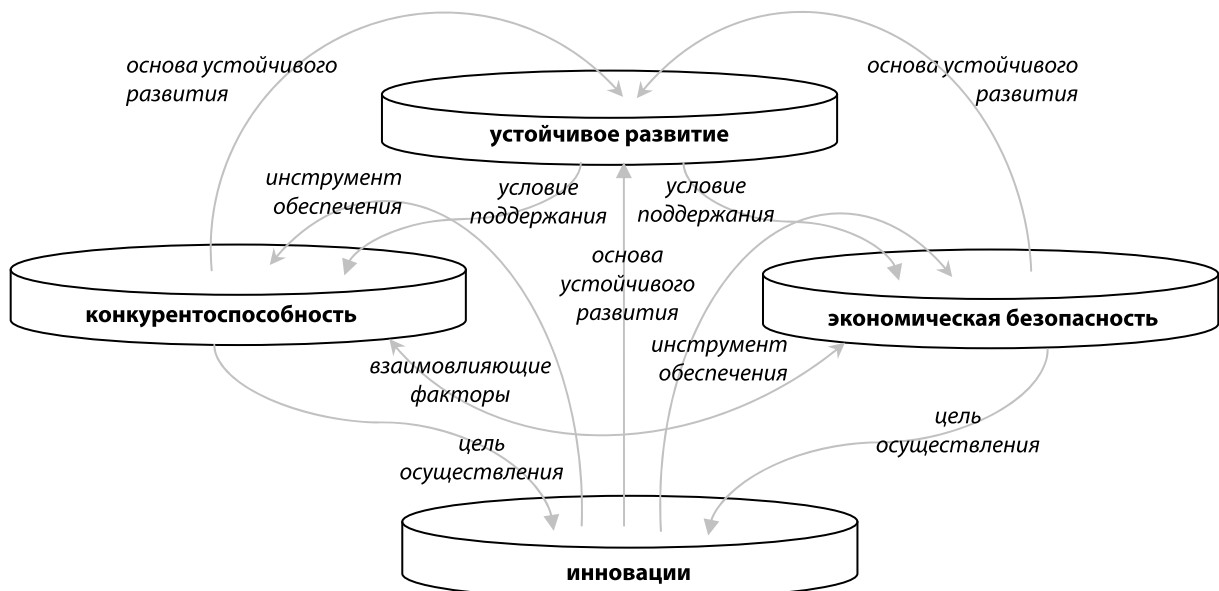 основа устойчивого
развития
основа устойчивого
развития
устойчивое развитие
инструмент
обеспечения
условие
поддержания
условие
поддержания
основа
устойчивого
развития
конкурентоспособность
экономическая безопасность
взаимовлияющие
факторы
инструмент
обеспечения
цель
осуществления
цель
осуществления
инновации